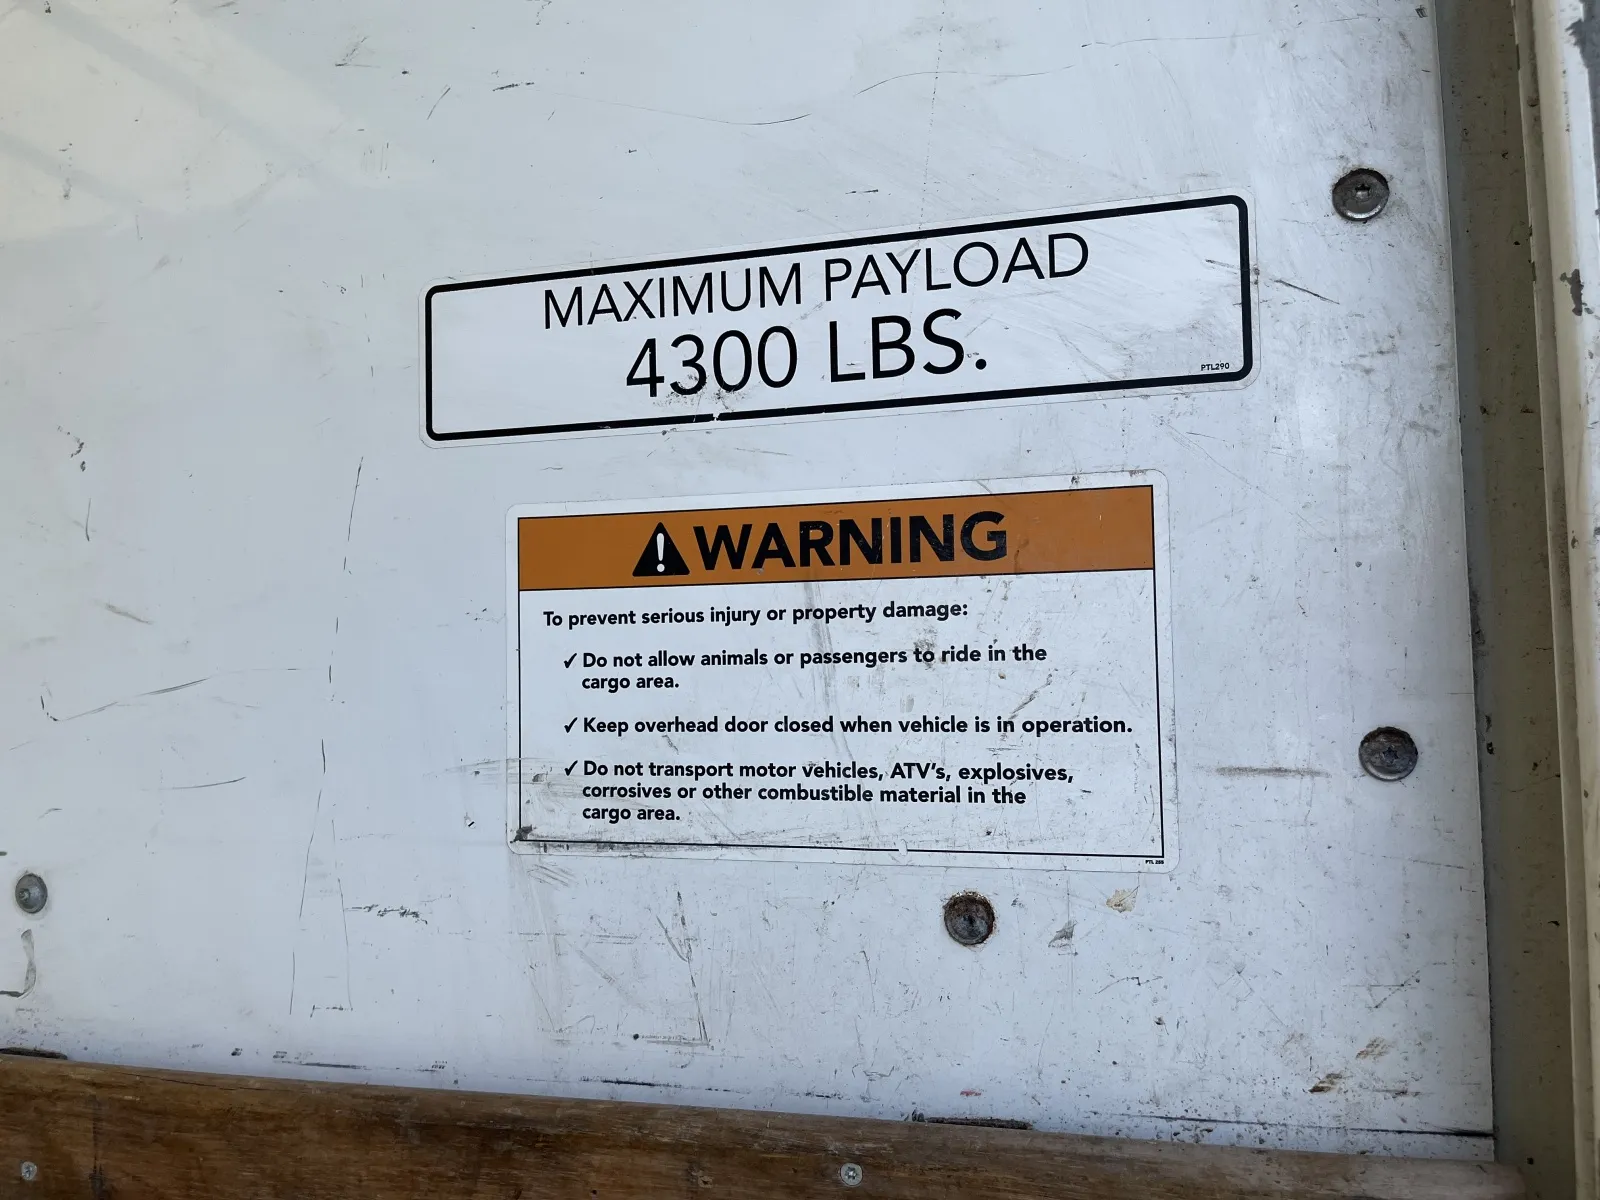 MAXIMUM PAYLOAD
4300 LBS.
PTL290
WARNING
To prevent serious injury or property damage:
✓ Do not allow animals or passengers to ride in the
cargo area.
✓ Keep overhead door closed when vehicle is in operation.
✓ Do not transport motor vehicles, ATV's, explosives,
corrosives or other combustible material in the
cargo area.